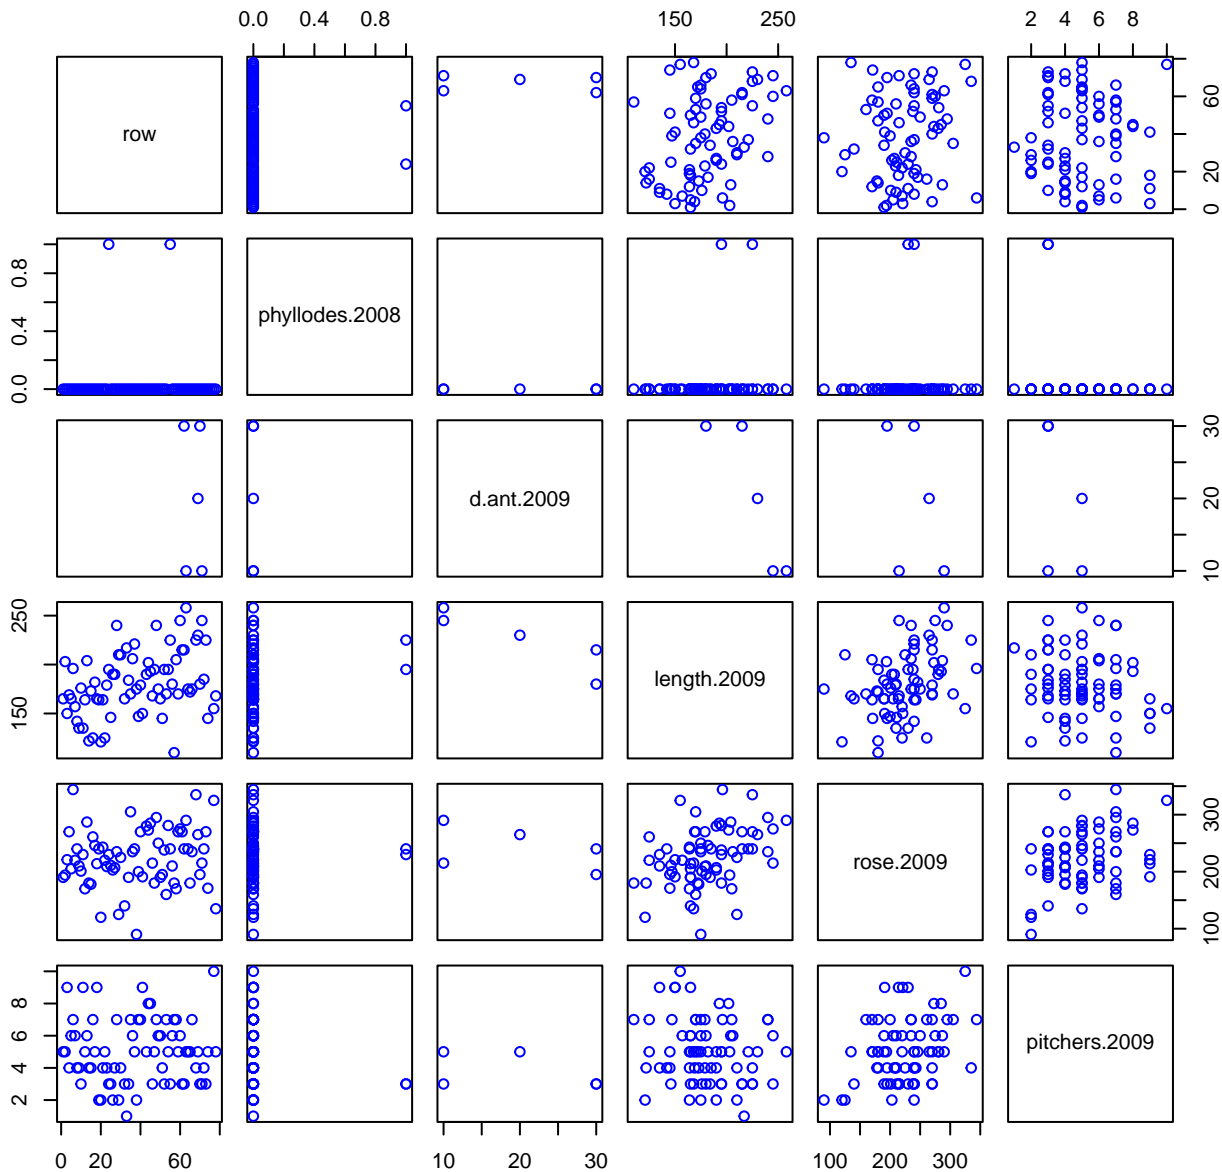 0.0 0.4 0.8 150 250 2 4 6 8
row 0 20 60
0.0 0.4 0.8 phyllodes.2008
d.ant.2009 10 20 30
150 250 length.2009
rose.2009 100 200 300
2 4 6 8 pitchers.2009
0 20 60 10 20 30 100 200 300